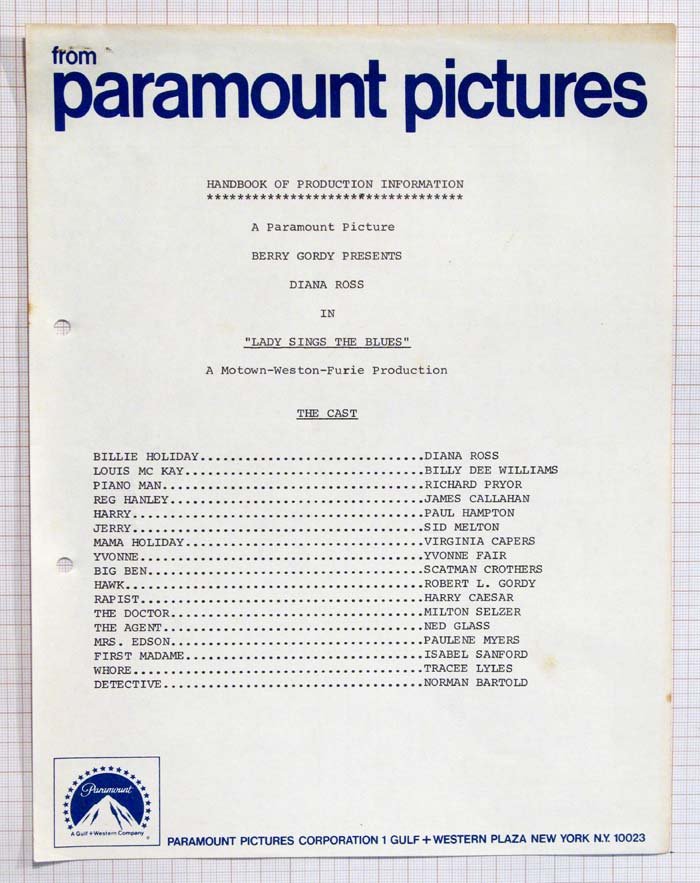 from
paramount pictures
HANDBOOK OF PRODUCTION INFORMATION
**********************************
A Paramount Picture
BERRY GORDY PRESENTS
DIANA ROSS
IN
"LADY SINGS THE BLUES"
A Motown-Weston-Furie Production
THE CAST
BILLIE HOLIDAY..............................DIANA ROSS
LOUIS MC KAY................................BILLY DEE WILLIAMS
PIANO MAN...................................RICHARD PRYOR
REG HANLEY..................................JAMES CALLAHAN
HARRY.......................................PAUL HAMPTON
JERRY.......................................SID MELTON
MAMA HOLIDAY................................VIRGINIA CAPERS
YVONNE......................................YVONNE FAIR
BIG BEN.....................................SCATMAN CROTHERS
HAWK........................................ROBERT L. GORDY
RAPIST......................................HARRY CAESAR
THE DOCTOR..................................MILTON SELZER
THE AGENT...................................NED GLASS
MRS. EDSON..................................PAULENE MYERS
FIRST MADAME................................ISABEL SANFORD
WHORE.......................................TRACEE LYLES
DETECTIVE...................................NORMAN BARTOLD
Paramount
A Gulf + Western Company
®
PARAMOUNT PICTURES CORPORATION 1 GULF + WESTERN PLAZA NEW YORK N.Y. 10023